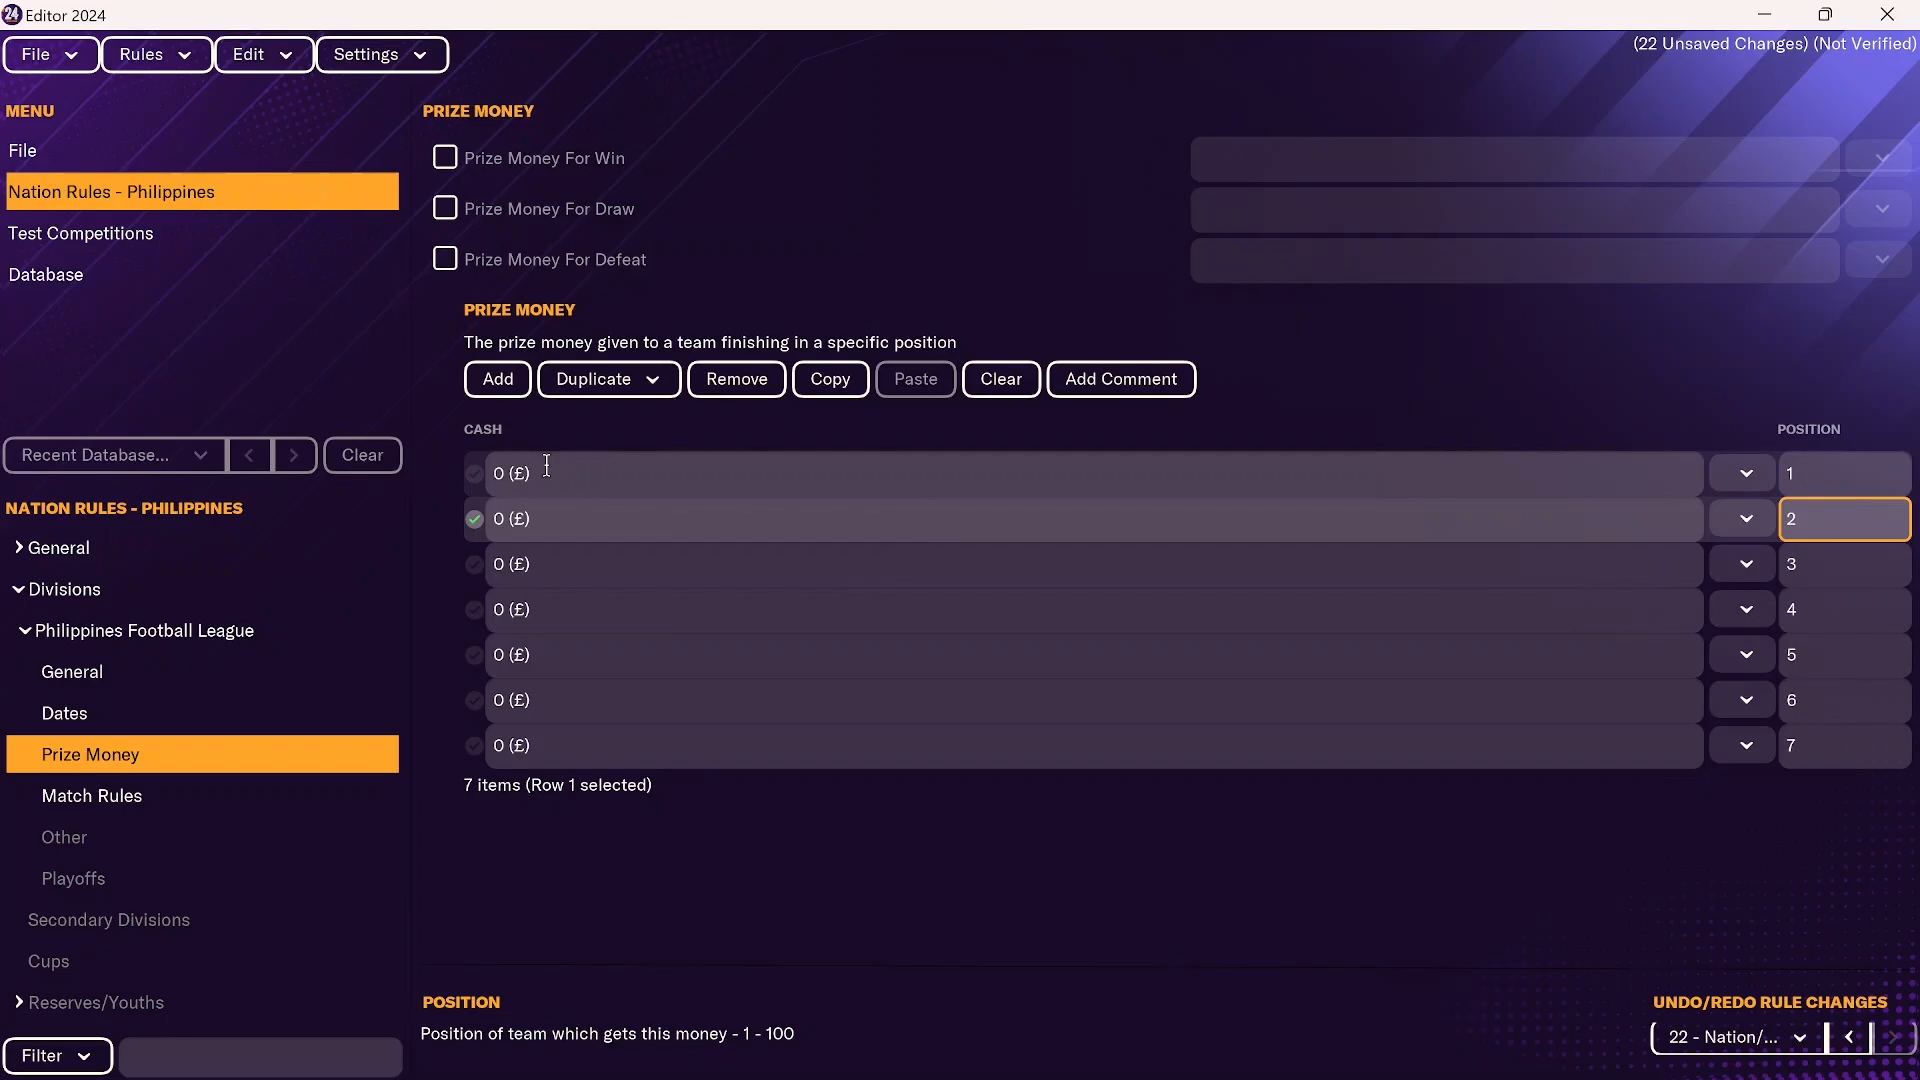 24 Editor 2024
File Rules Edit Settings
(22 Unsaved Changes) (Not Verified)
MENU
File
Nation Rules - Philippines
Test Competitions
Database
Recent Database... Clear
NATION RULES - PHILIPPINES
General
Divisions
Philippines Football League
General
Dates
Prize Money
Match Rules
Other
Playoffs
Secondary Divisions
Cups
Reserves/Youths
Filter
PRIZE MONEY
Prize Money For Win
Prize Money For Draw
Prize Money For Defeat
PRIZE MONEY
The prize money given to a team finishing in a specific position
Add Duplicate Remove Copy Paste Clear Add Comment
CASH POSITION
0 (£) 1
0 (£) 2
0 (£) 3
0 (£) 4
0 (£) 5
0 (£) 6
0 (£) 7
7 items (Row 1 selected)
POSITION
Position of team which gets this money - 1 - 100
UNDO/REDO RULE CHANGES
22 - Nation/...